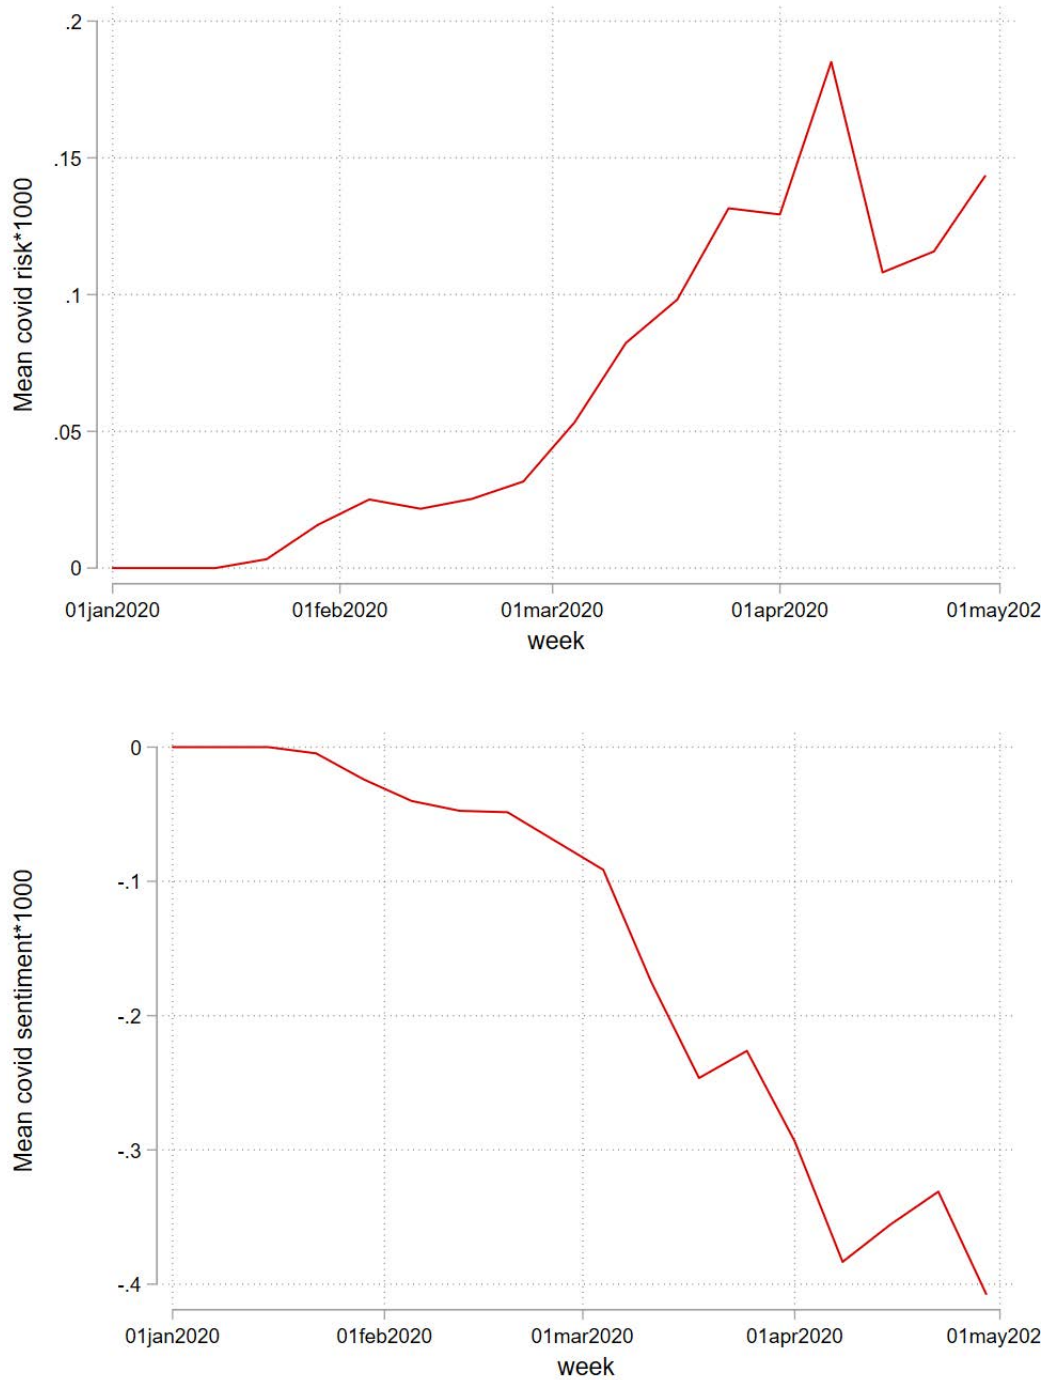 Mean covid risk*1000
.2
.15
.1
.05
0
01jan2020 01feb2020 01mar2020 01apr2020 01may202
week
Mean covid sentiment*1000
0
-.1
-.2
-.3
-.4
01jan2020 01feb2020 01mar2020 01apr2020 01may202
week